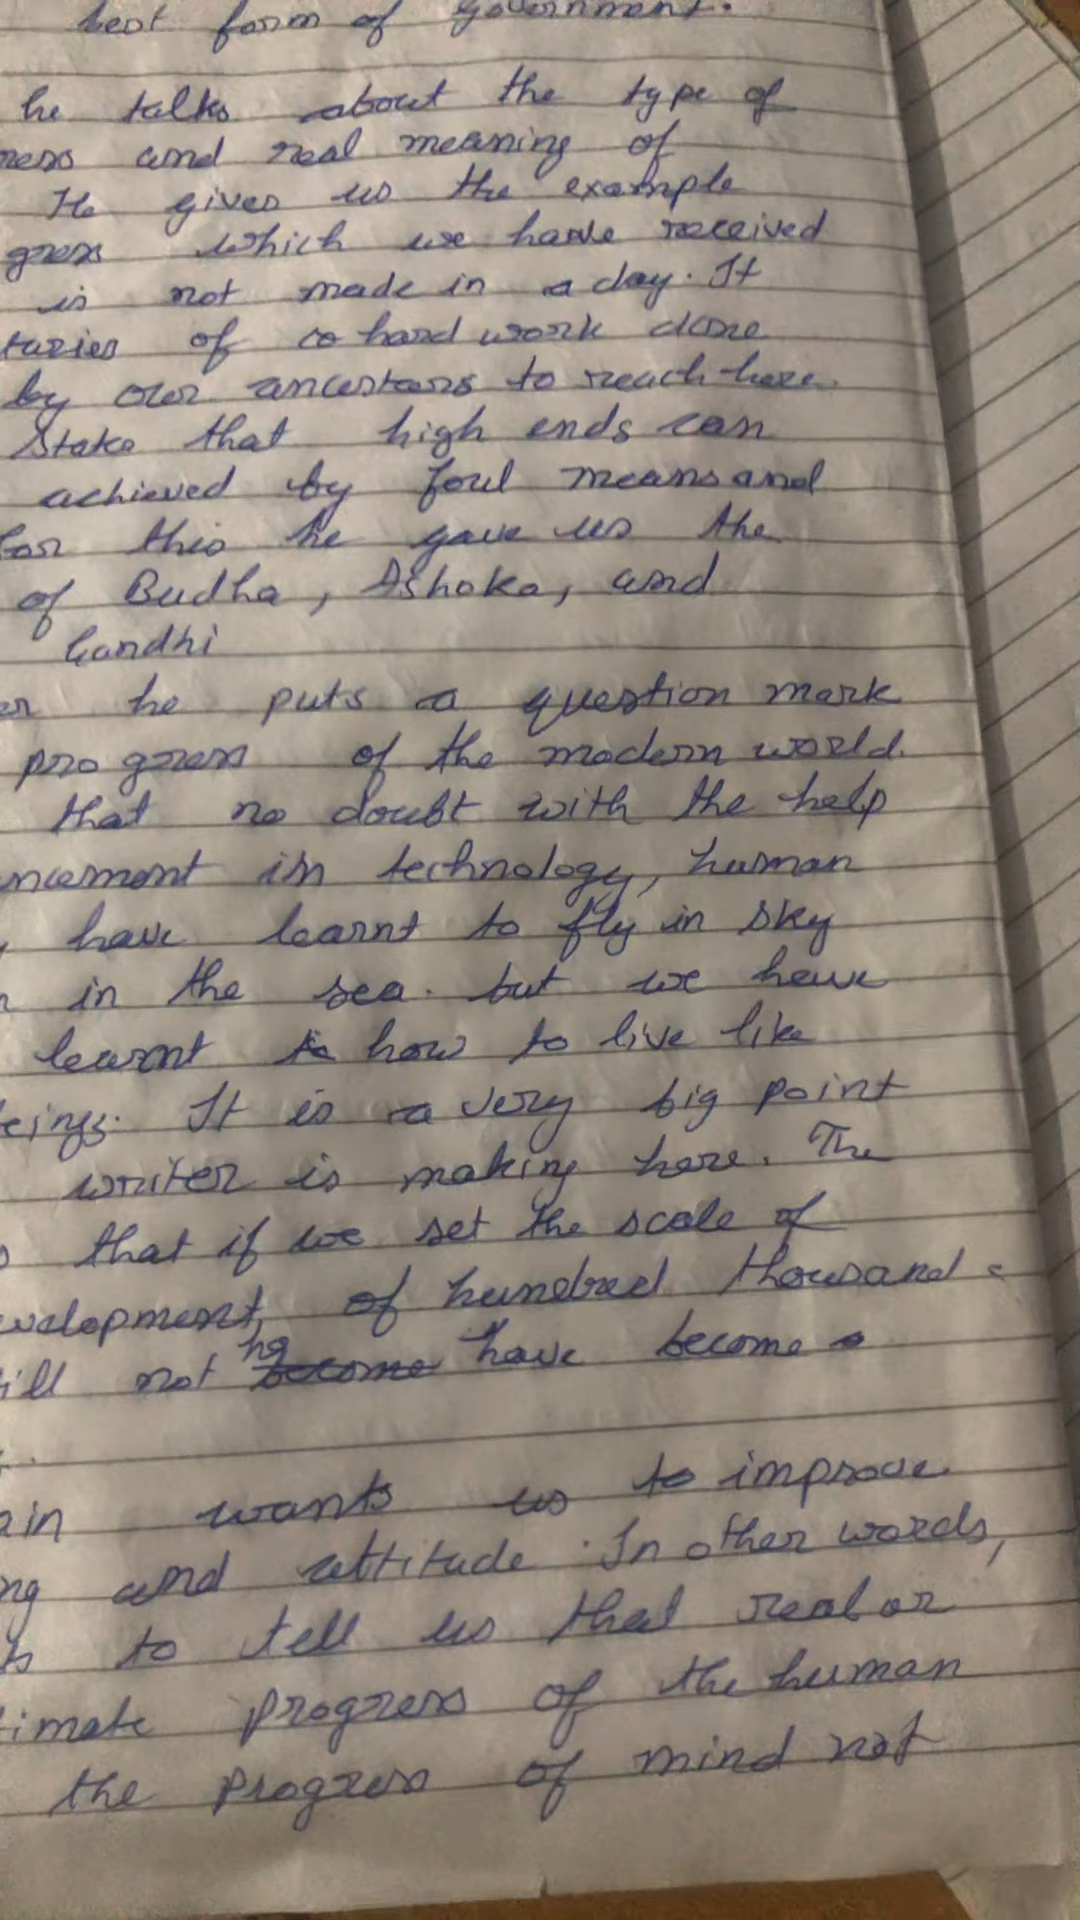 best form of government.
he talks about the type of
ness and real meaning of
He gives us the example
gress which we have received
is not made in a day. It
turies of hard work done
by our ancestors to reach here.
State that high ends can
achieved by foul means and
for this he gave us the
of Budha, Ashoka, and
Gandhi
er he puts a question mark
progress of the modern world.
that no doubt with the help
ncement in technology, human
have learnt to fly in sky
in the sea. but we have
learnt how to live like
eings. It is a very big point
writer is making here. The
that if we set the scale of
velopment, of hundred thousand
ill not have become a
ain wants us to improve
ng and attitude. In other words,
ts to tell us that real or
timate progress of the human
the progress of mind not